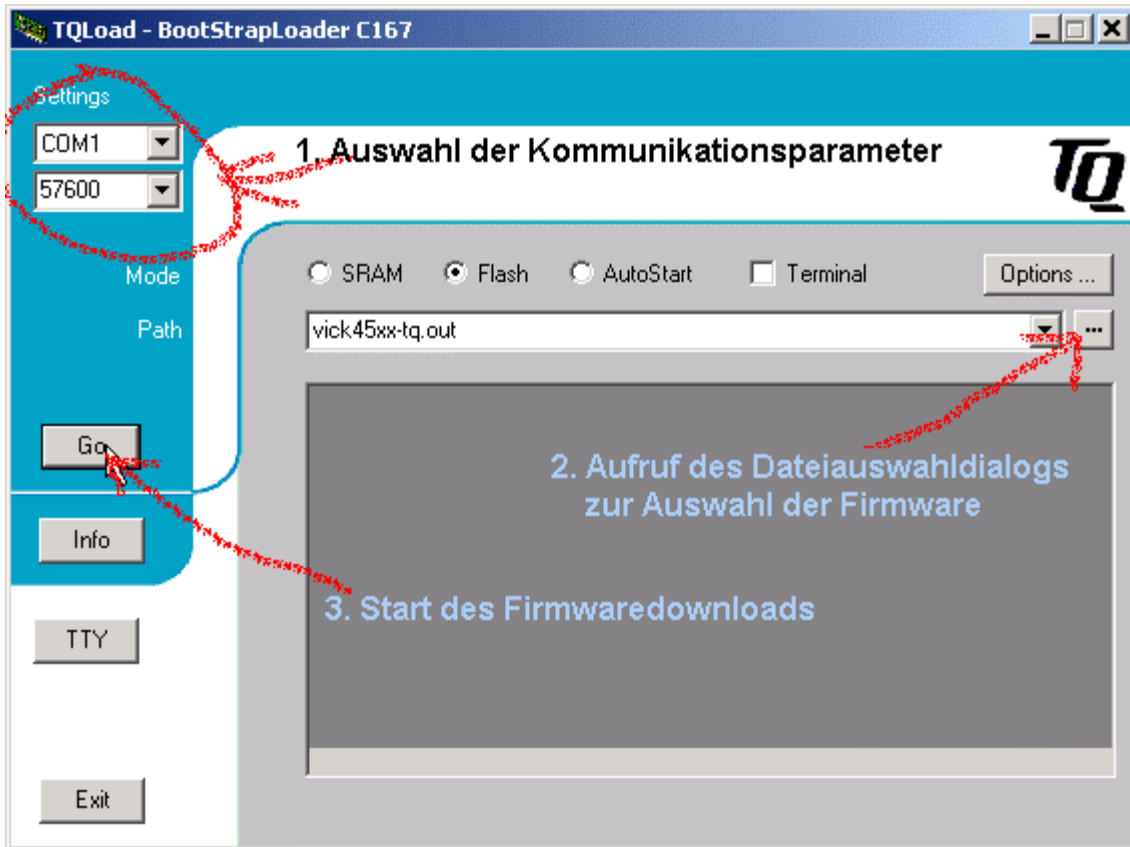 TQLoad - BootStrapLoader C167
Settings
COM1
57600
1. Auswahl der Kommunikationsparameter
TQ
Mode
SRAM Flash AutoStart Terminal Options ...
Path
vick45xx-tq.out ...
Go
2. Aufruf des Dateiauswahldialogs
zur Auswahl der Firmware
Info
3. Start des Firmwaredownloads
TTY
Exit